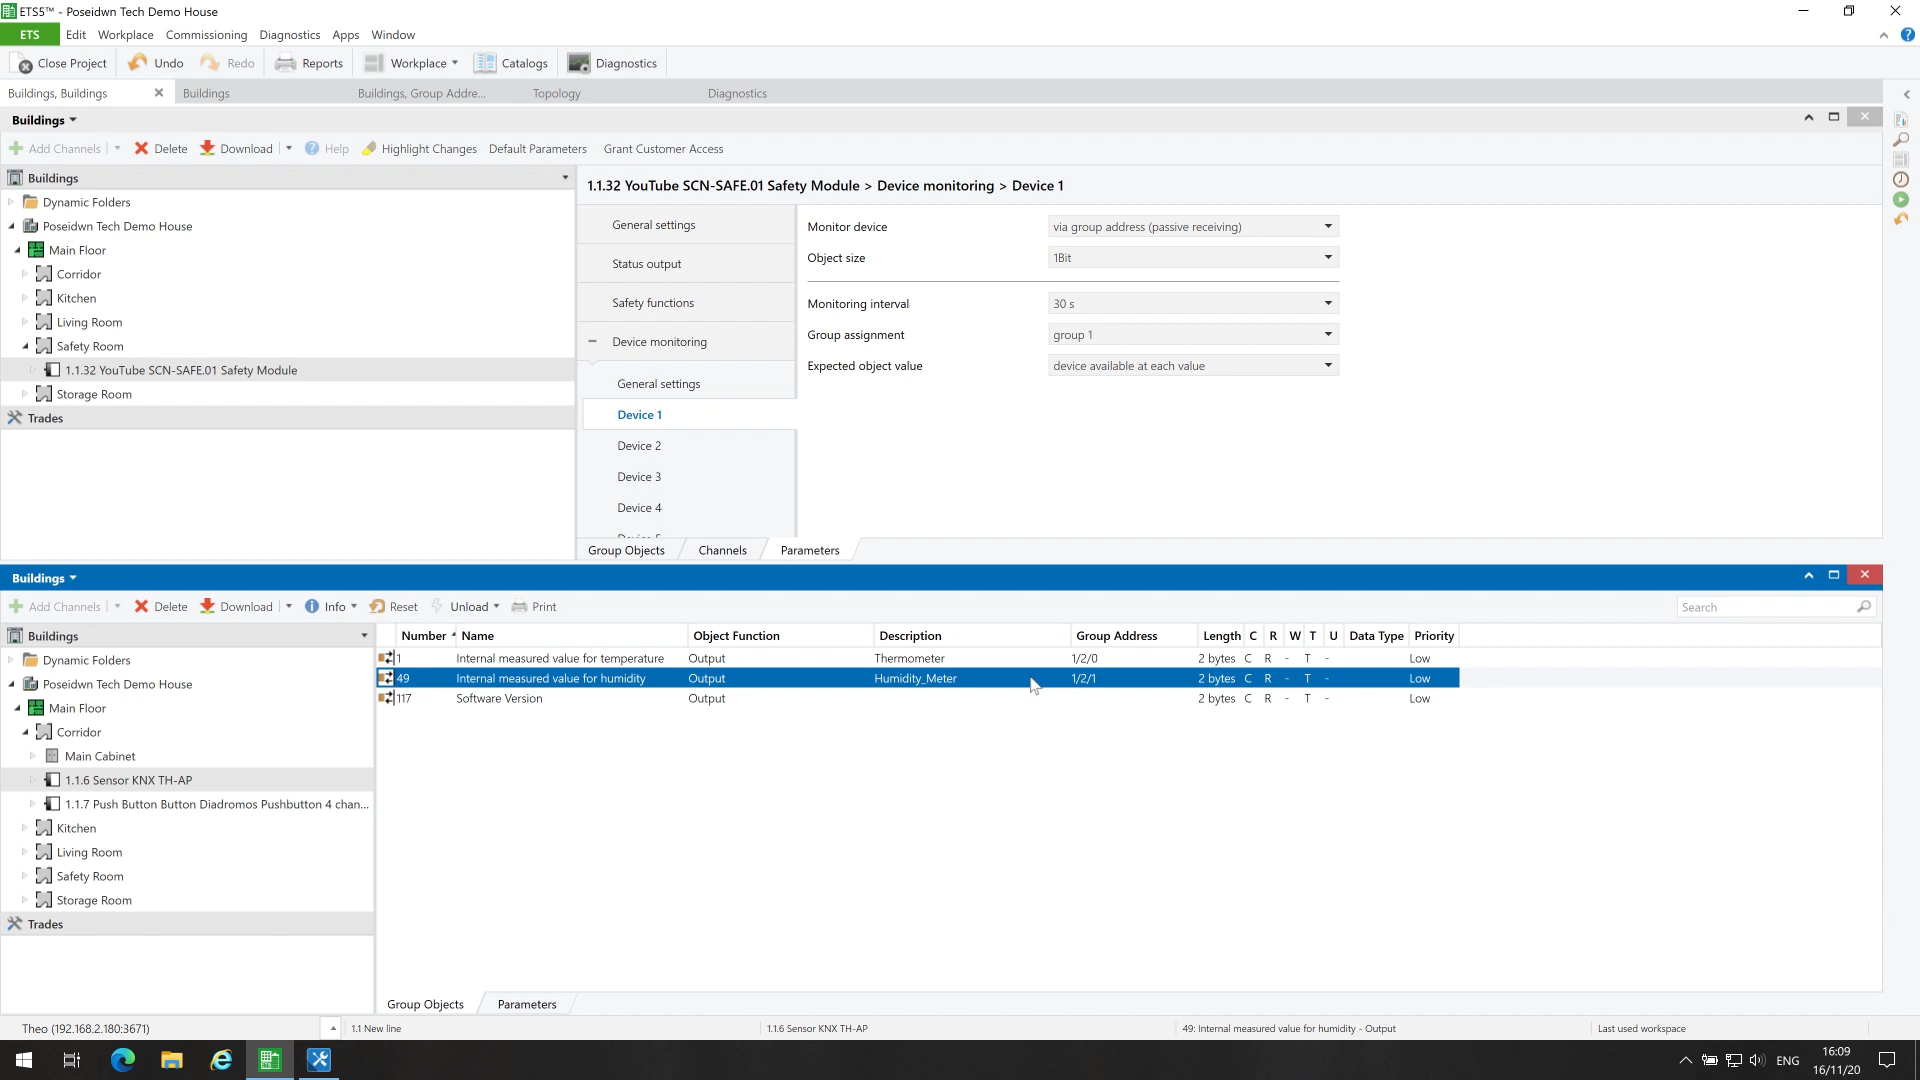 ETS5™ - Poseidwn Tech Demo House
ETS Edit Workplace Commissioning Diagnostics Apps Window
Close Project Undo Redo Reports Workplace Catalogs Diagnostics
Buildings, Buildings Buildings Buildings, Group Addre... Topology Diagnostics
Buildings
Add Channels Delete Download Help Highlight Changes Default Parameters Grant Customer Access
Buildings
Dynamic Folders
Poseidwn Tech Demo House
Main Floor
Corridor
Kitchen
Living Room
Safety Room
1.1.32 YouTube SCN-SAFE.01 Safety Module
Storage Room
Trades
1.1.32 YouTube SCN-SAFE.01 Safety Module > Device monitoring > Device 1
General settings
Status output
Safety functions
Device monitoring
General settings
Device 1
Device 2
Device 3
Device 4
Monitor device via group address (passive receiving)
Object size 1Bit
Monitoring interval 30 s
Group assignment group 1
Expected object value device available at each value
Group Objects Channels Parameters
Buildings
Add Channels Delete Download Info Reset Unload Print Search
Buildings
Dynamic Folders
Poseidwn Tech Demo House
Main Floor
Corridor
Main Cabinet
1.1.6 Sensor KNX TH-AP
1.1.7 Push Button Button Diadromos Pushbutton 4 chan...
Kitchen
Living Room
Safety Room
Storage Room
Trades
Number Name Object Function Description Group Address Length C R W T U Data Type Priority
1 Internal measured value for temperature Output Thermometer 1/2/0 2 bytes C R - T - Low
49 Internal measured value for humidity Output Humidity_Meter 1/2/1 2 bytes C R - T - Low
117 Software Version Output 2 bytes C R - T - Low
Group Objects Parameters
Theo (192.168.2.180:3671) 1.1 New line 1.1.6 Sensor KNX TH-AP 49: Internal measured value for humidity - Output Last used workspace
ENG 16:09
16/11/20